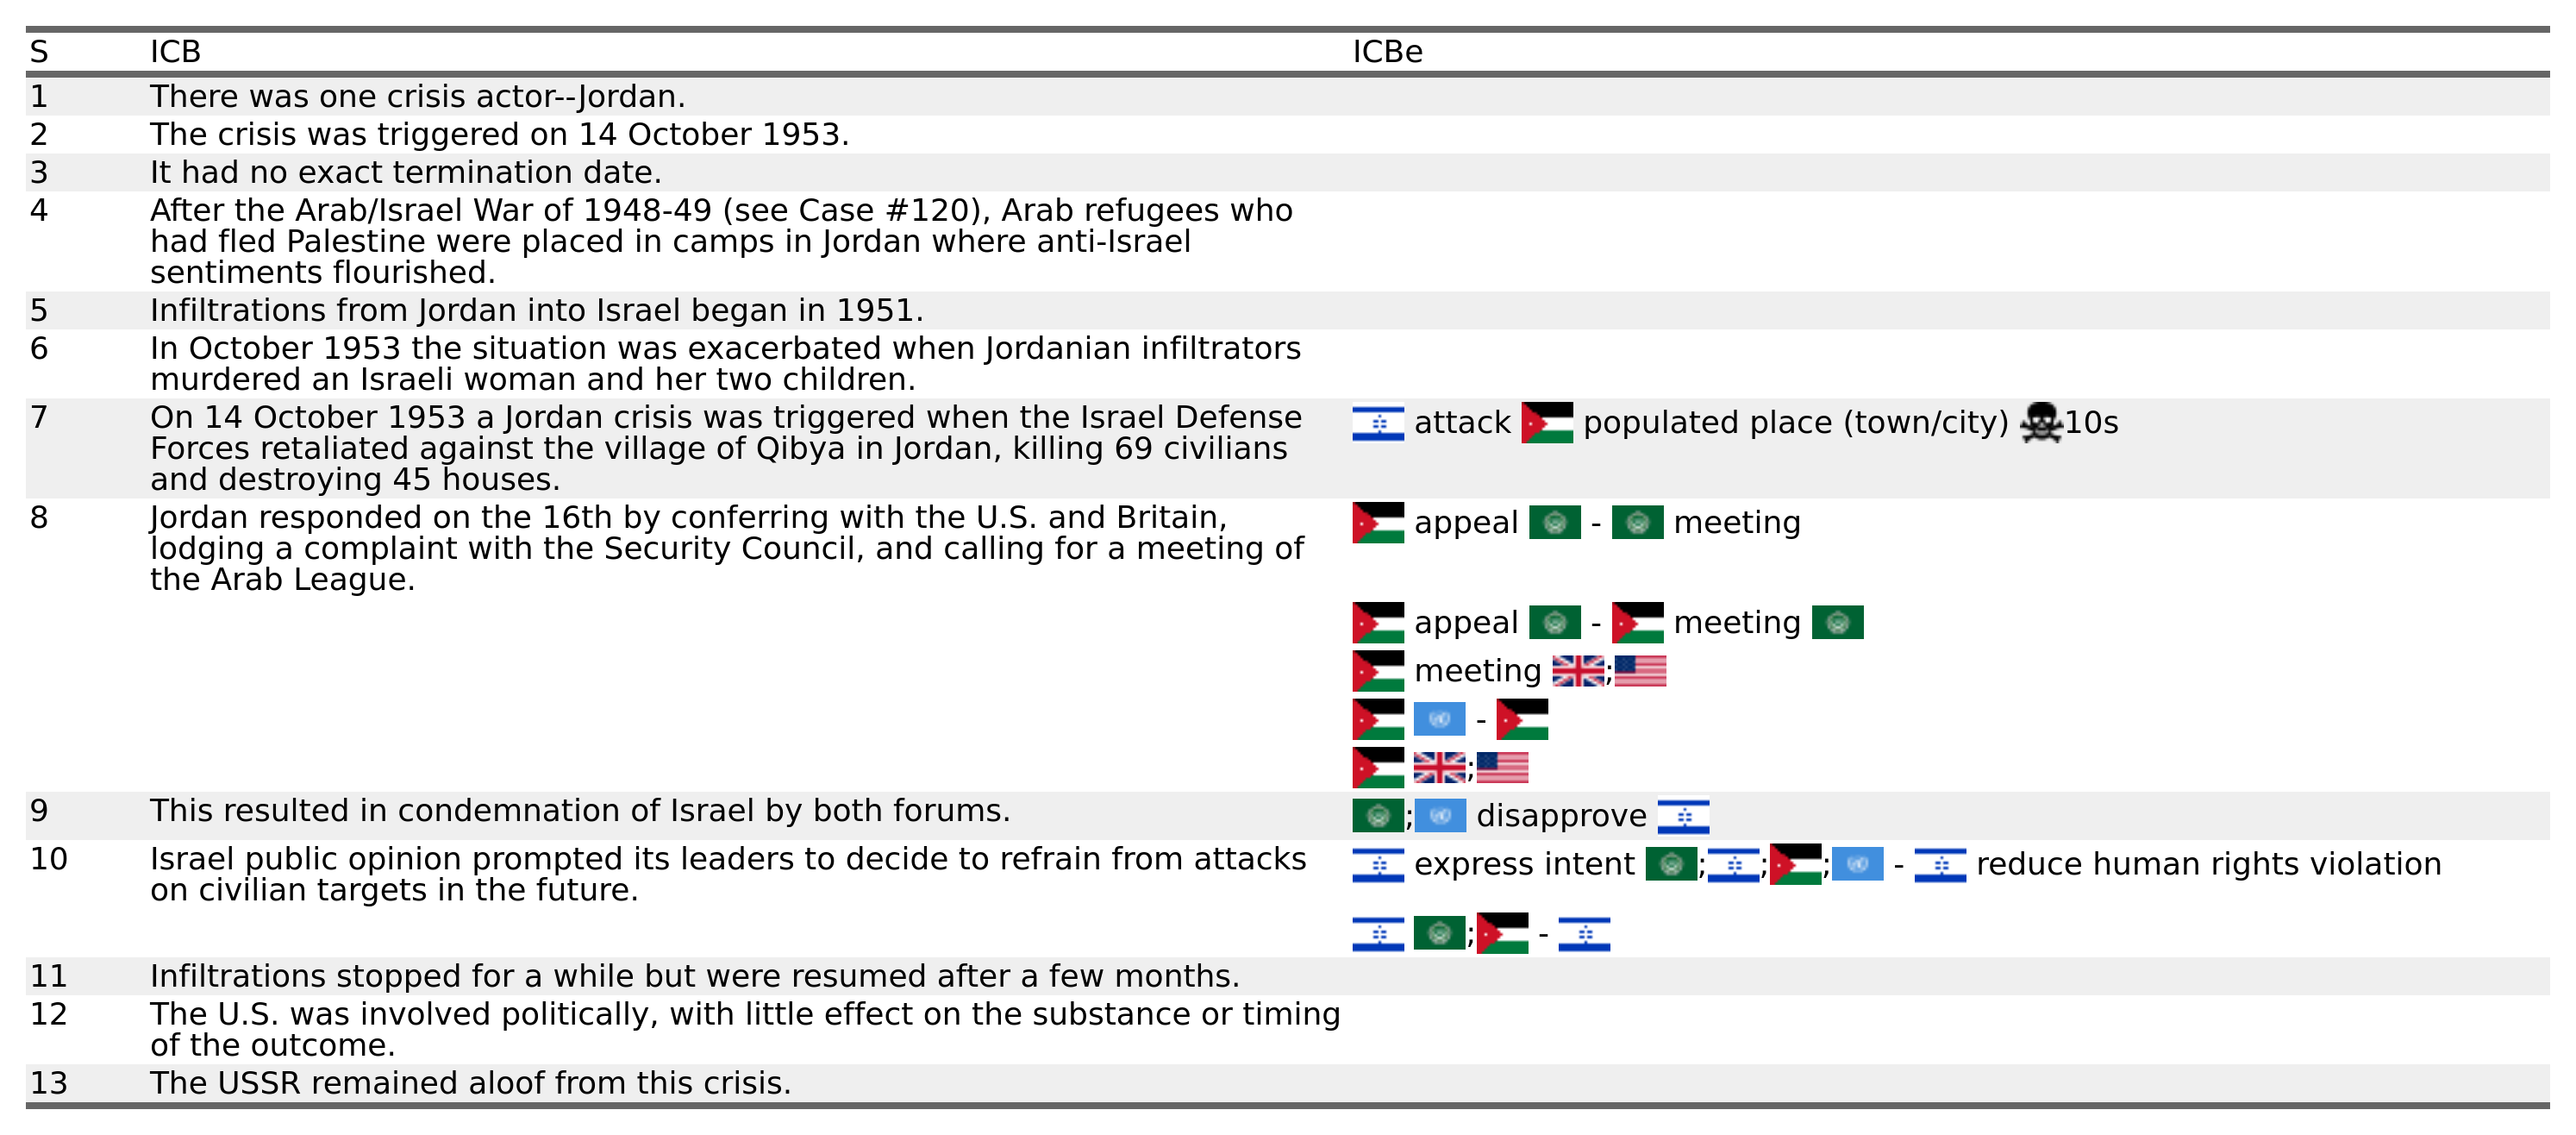 S ICB ICBe
1 There was one crisis actor--Jordan.
2 The crisis was triggered on 14 October 1953.
3 It had no exact termination date.
4 After the Arab/Israel War of 1948-49 (see Case #120), Arab refugees who
had fled Palestine were placed in camps in Jordan where anti-Israel
sentiments flourished.
5 Infiltrations from Jordan into Israel began in 1951.
6 In October 1953 the situation was exacerbated when Jordanian infiltrators
murdered an Israeli woman and her two children.
7 On 14 October 1953 a Jordan crisis was triggered when the Israel Defense attack populated place (town/city) 10s
Forces retaliated against the village of Qibya in Jordan, killing 69 civilians
and destroying 45 houses.
8 Jordan responded on the 16th by conferring with the U.S. and Britain, appeal - meeting
lodging a complaint with the Security Council, and calling for a meeting of
the Arab League.
appeal - meeting
meeting ;
-
;
9 This resulted in condemnation of Israel by both forums. ; disapprove
10 Israel public opinion prompted its leaders to decide to refrain from attacks express intent ; ; ; - reduce human rights violation
on civilian targets in the future.
; -
11 Infiltrations stopped for a while but were resumed after a few months.
12 The U.S. was involved politically, with little effect on the substance or timing
of the outcome.
13 The USSR remained aloof from this crisis.